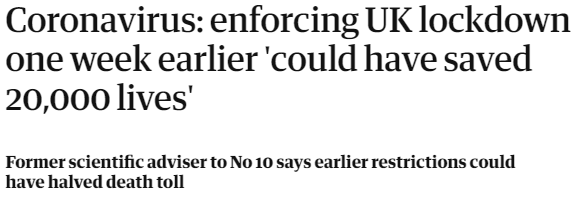 Coronavirus: enforcing UK lockdown
one week earlier 'could have saved
20,000 lives'
Former scientific adviser to No 10 says earlier restrictions could
have halved death toll